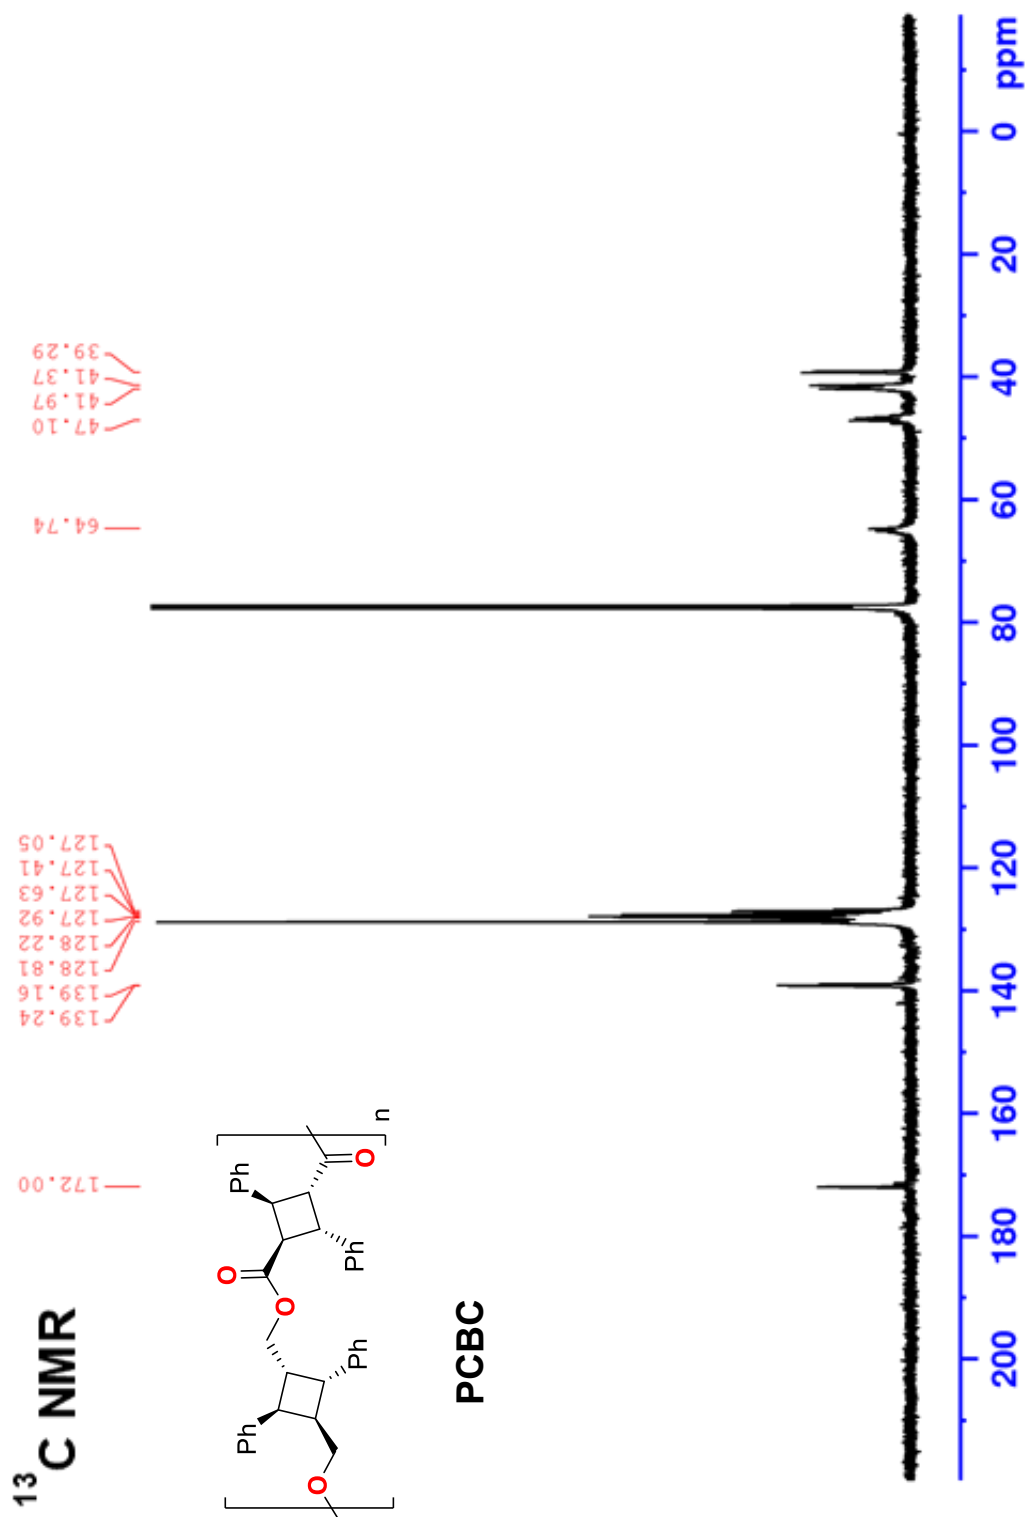 13C NMR
172.00
139.24
139.16
128.81
128.22
127.92
127.63
127.41
127.05
64.74
47.10
41.97
41.37
39.29
O
Ph
Ph
O
O
Ph
Ph
O
n
PCBC
200 180 160 140 120 100 80 60 40 20 0 ppm